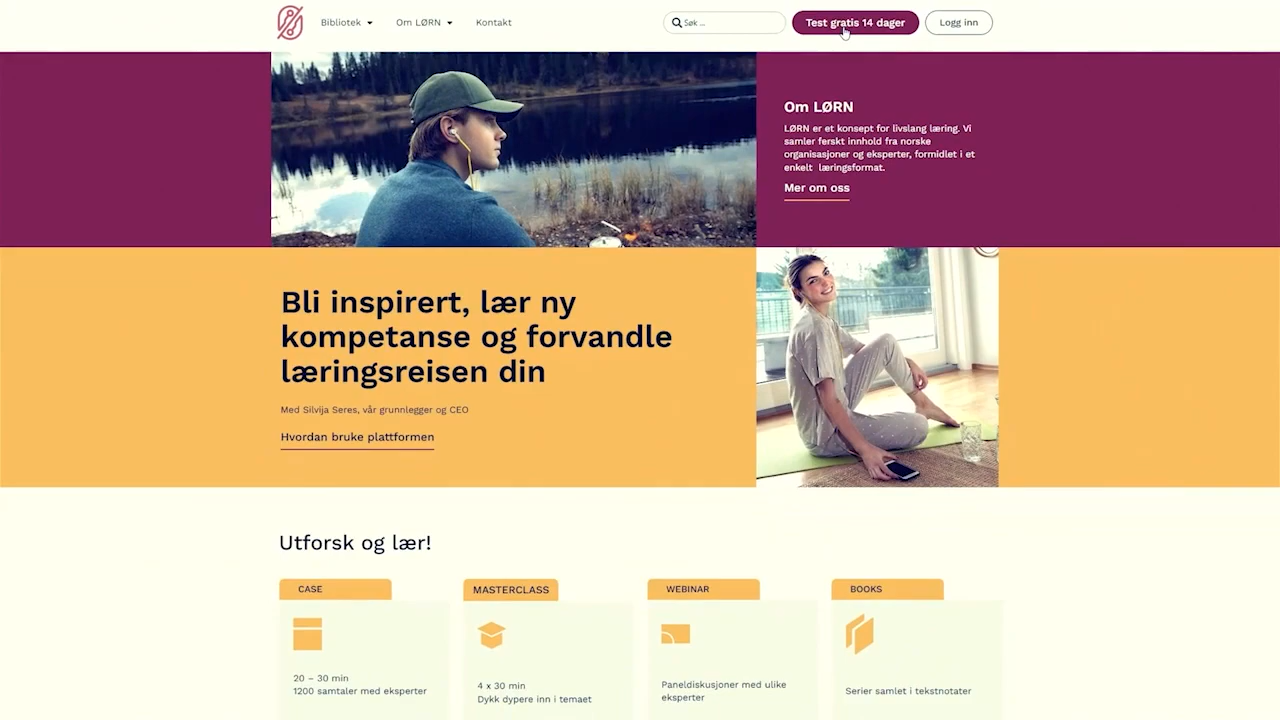 Bibliotek
Om LØRN
Kontakt
Søk ...
Test gratis 14 dager
Logg inn
Om LØRN
LØRN er et konsept for livslang læring. Vi
samler ferskt innhold fra norske
organisasjoner og eksperter, formidlet i et
enkelt læringsformat.
Mer om oss
Bli inspirert, lær ny
kompetanse og forvandle
læringsreisen din
Med Silvija Seres, vår grunnlegger og CEO
Hvordan bruke plattformen
Utforsk og lær!
CASE
20 – 30 min
1200 samtaler med eksperter
MASTERCLASS
4 x 30 min
Dykk dypere inn i temaet
WEBINAR
Paneldiskusjoner med ulike
eksperter
BOOKS
Serier samlet i tekstnotater